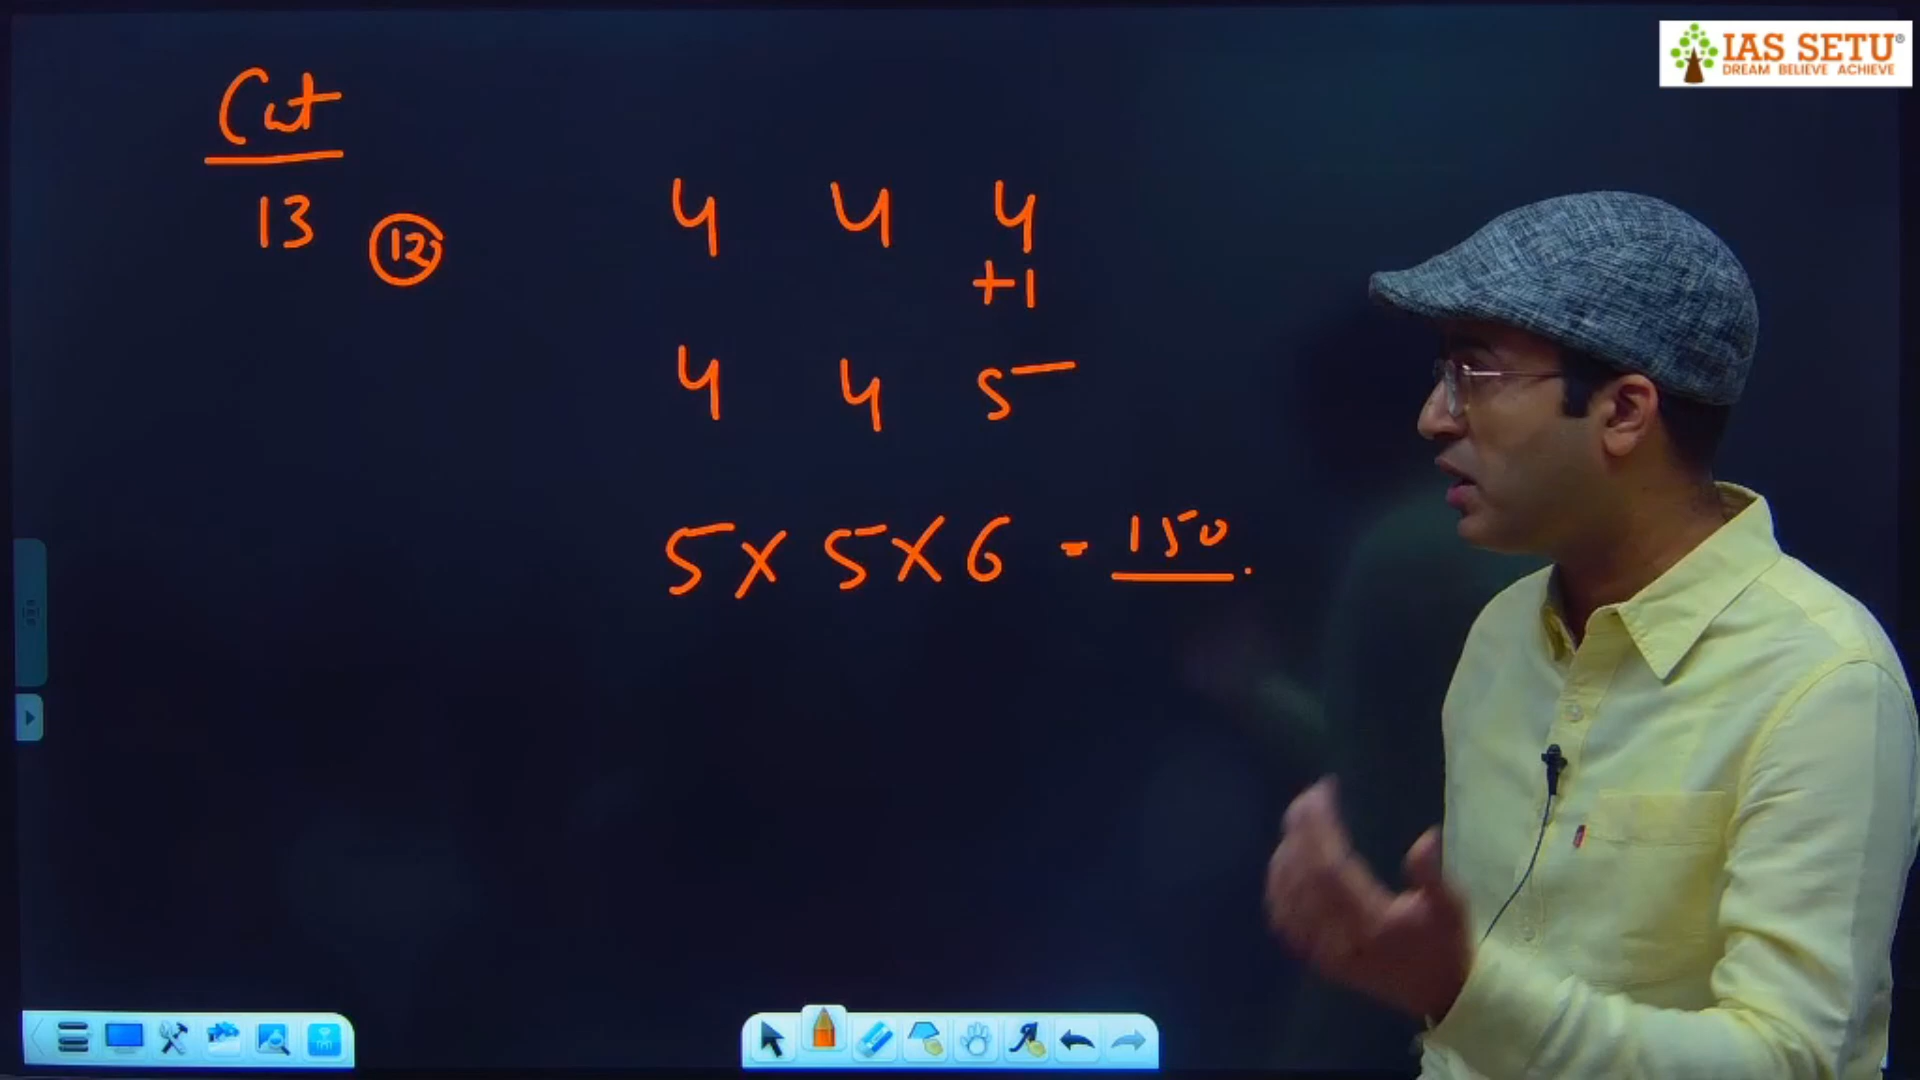 IAS SETU®
DREAM BELIEVE ACHIEVE
Cut
13
12
4 4 4
+1
4 4 5
5 x 5 x 6 = 150.